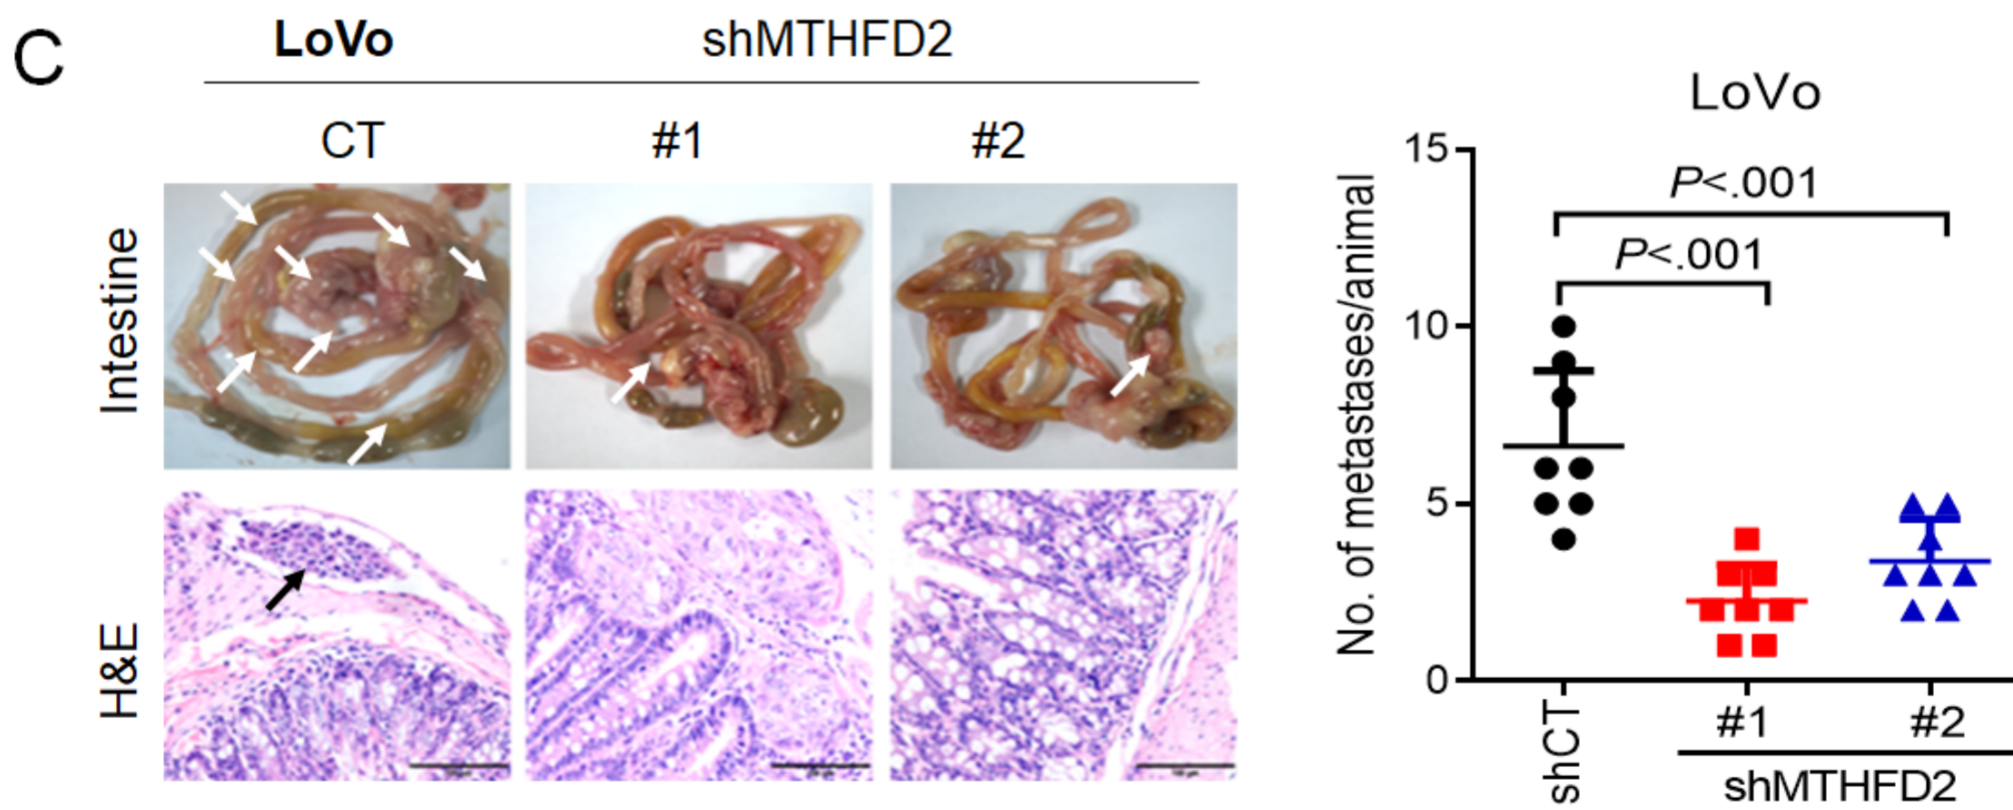 C
LoVo shMTHFD2
CT #1 #2
Intestine
H&E
LoVo
No. of metastases/animal
15
10
5
0
P<.001
P<.001
shCT
#1 #2
shMTHFD2